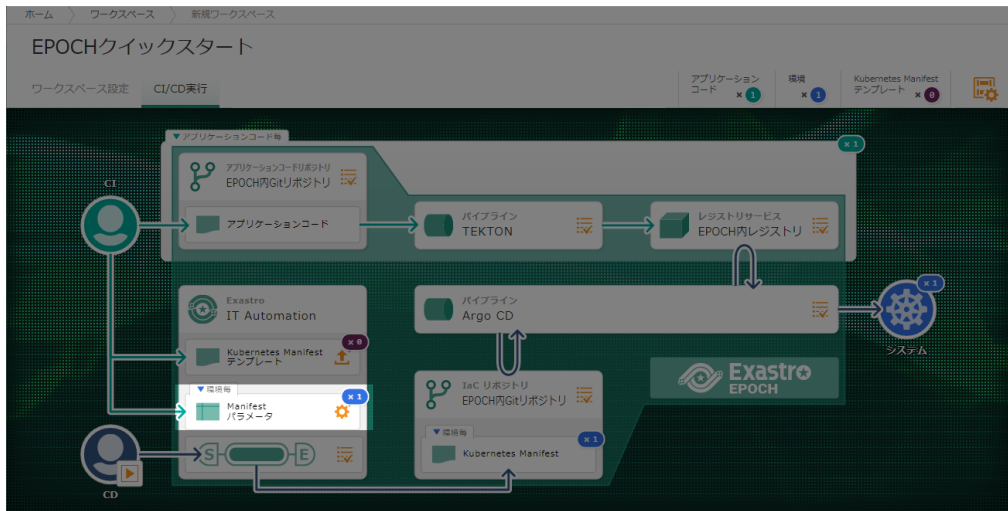 ホーム 〉 ワークスペース 〉 新規ワークスペース
EPOCHクイックスタート
ワークスペース設定
CI/CD実行
アプリケーション
コード ×1
環境
×1
Kubernetes Manifest
テンプレート ×0
▼アプリケーションコード毎
×1
アプリケーションコードリポジトリ
EPOCH内Gitリポジトリ
アプリケーションコード
CI
パイプライン
TEKTON
レジストリサービス
EPOCH内レジストリ
Exastro
IT Automation
パイプライン
Argo CD
×1
システム
×0
Kubernetes Manifest
テンプレート
▼環境毎
×1
Manifest
パラメータ
IaC リポジトリ
EPOCH内Gitリポジトリ
Exastro
EPOCH
▼環境毎
×1
Kubernetes Manifest
S
E
CD